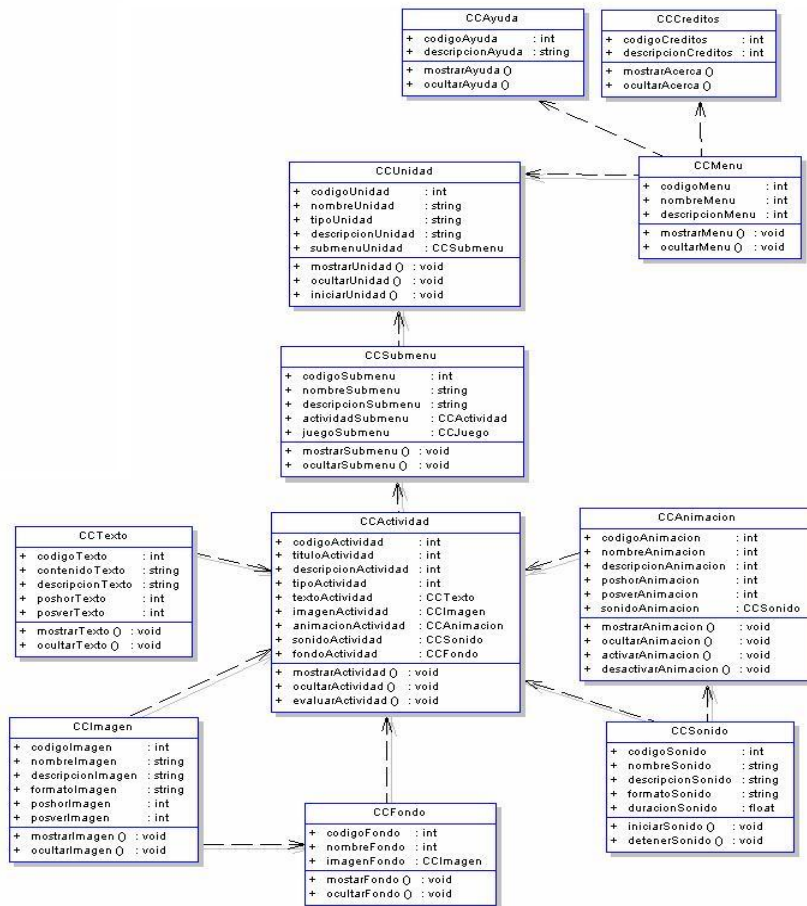 CCAyuda
+ codigoAyuda : int
+ descripcionAyuda : string
+ mostrarAyuda ()
+ ocultarAyuda ()
CCCreditos
+ codigoCreditos : int
+ descripcionCreditos : int
+ mostrarAcerca ()
+ ocultarAcerca ()
CCUnidad
+ codigoUnidad : int
+ nombreUnidad : string
+ tipoUnidad : string
+ descripcionUnidad : string
+ submenuUnidad : CCSubmenu
+ mostrarUnidad () : void
+ ocultarUnidad () : void
+ iniciarUnidad () : void
CCMenu
+ codigoMenu : int
+ nombreMenu : int
+ descripcionMenu : int
+ mostrarMenu () : void
+ ocultarMenu () : void
CCSubmenu
+ codigoSubmenu : int
+ nombreSubmenu : string
+ descripcionSubmenu : string
+ actividadSubmenu : CCActividad
+ juegoSubmenu : CCJuego
+ mostrarSubmenu () : void
+ ocultarSubmenu () : void
CCTexto
+ codigoTexto : int
+ contenidoTexto : string
+ descripcionTexto : string
+ poshorTexto : int
+ posverTexto : int
+ mostrarTexto () : void
+ ocultarTexto () : void
CCActividad
+ codigoActividad : int
+ tituloActividad : int
+ descripcionActividad : int
+ tipoActividad : int
+ textoActividad : CCTexto
+ imagenActividad : CCImagen
+ animacionActividad : CCAnimacion
+ sonidoActividad : CCSonido
+ fondoActividad : CCFondo
+ mostrarActividad () : void
+ ocultarActividad () : void
+ evaluarActividad () : void
CCAnimacion
+ codigoAnimacion : int
+ nombreAnimacion : int
+ descripcionAnimacion : int
+ poshorAnimacion : int
+ posverAnimacion : int
+ sonidoAnimacion : CCSonido
+ mostrarAnimacion () : void
+ ocultarAnimacion () : void
+ activarAnimacion () : void
+ desactivarAnimacion () : void
CCImagen
+ codigoImagen : int
+ nombreImagen : string
+ descripcionImagen : string
+ formatoImagen : string
+ poshorImagen : int
+ posverImagen : int
+ mostrarImagen () : void
+ ocultarImagen () : void
CCFondo
+ codigoFondo : int
+ nombreFondo : int
+ imagenFondo : CCImagen
+ mostarFondo () : void
+ ocultarFondo () : void
CCSonido
+ codigoSonido : int
+ nombreSonido : string
+ descripcionSonido : string
+ formatoSonido : string
+ duracionSonido : float
+ iniciarSonido () : void
+ detenerSonido () : void